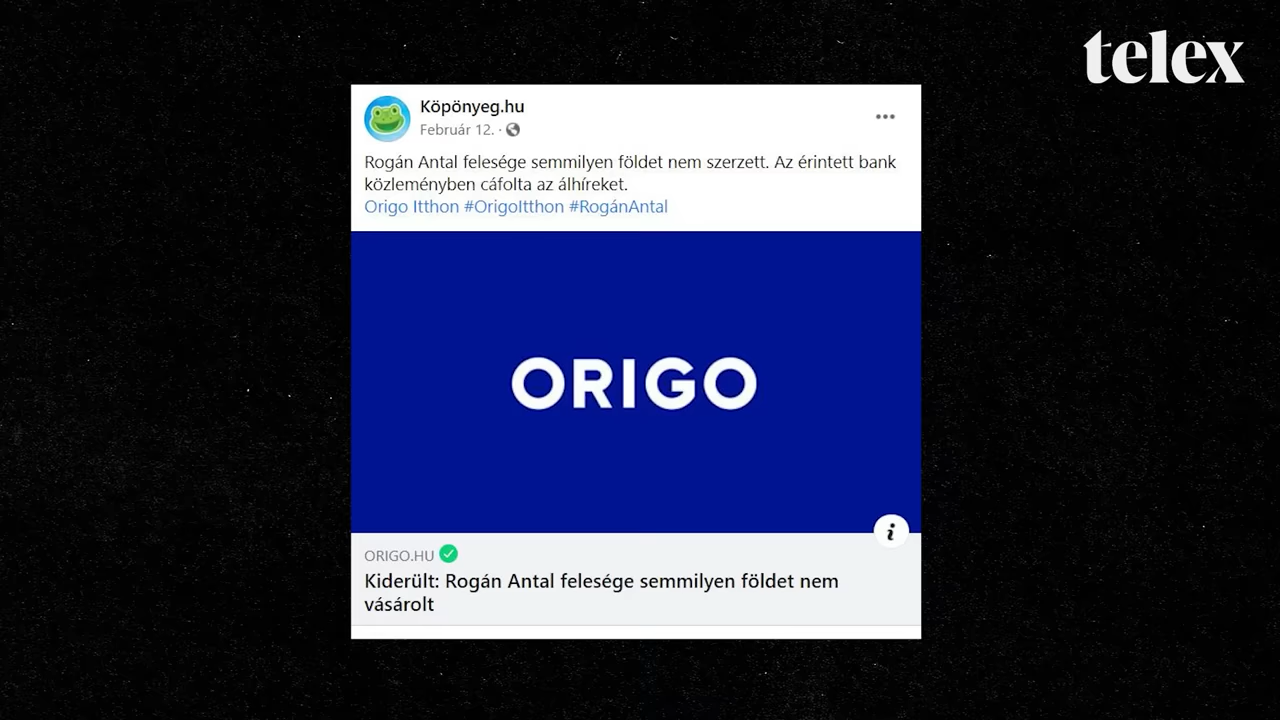 telex
Köpönyeg.hu
Február 12. ·
Rogán Antal felesége semmilyen földet nem szerzett. Az érintett bank
közleményben cáfolta az álhíreket.
Origo Itthon #OrigoItthon #RogánAntal
ORIGO
i
ORIGO.HU
Kiderült: Rogán Antal felesége semmilyen földet nem
vásárolt